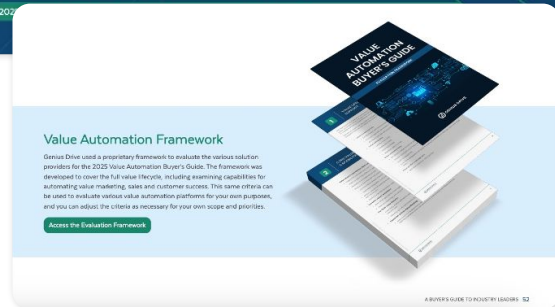 202
VALUE
AUTOMATION
BUYER'S GUIDE
Value Automation Framework
Genius Drive used a proprietary framework to evaluate the various solution
providers for the 2025 Value Automation Buyer's Guide. The framework was
developed to cover the full value lifecycle, including examining capabilities for
automating value marketing, sales and customer success. This same criteria can
be used to evaluate various value automation platforms for your own purposes,
and you can adjust the criteria as necessary for your own scope and priorities.
Access the Evaluation Framework
1
2
A BUYER'S GUIDE TO INDUSTRY LEADERS 52